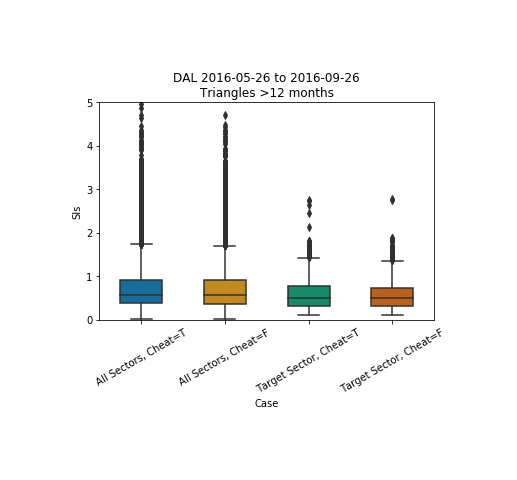 DAL 2016-05-26 to 2016-09-26
Triangles >12 months
5
4
3
2
1
0
SIs
All Sectors, Cheat=T
All Sectors, Cheat=F
Target Sector, Cheat=T
Target Sector, Cheat=F
Case